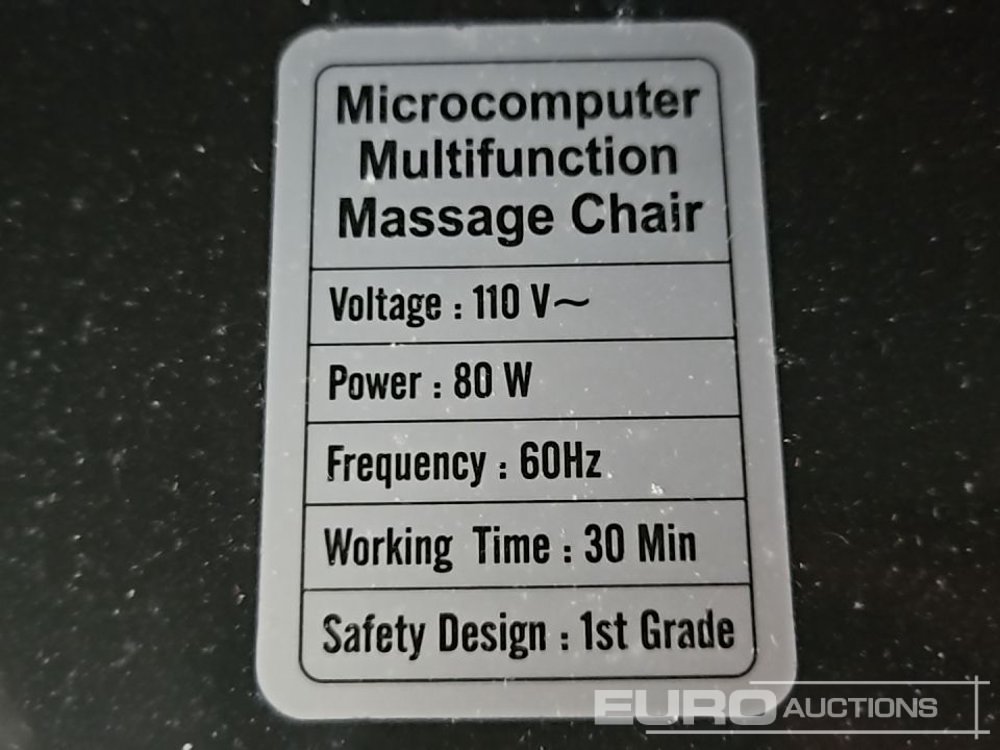 Microcomputer
Multifunction
Massage Chair
Voltage : 110 V~
Power : 80 W
Frequency : 60Hz
Working Time : 30 Min
Safety Design : 1st Grade
EURO AUCTIONS